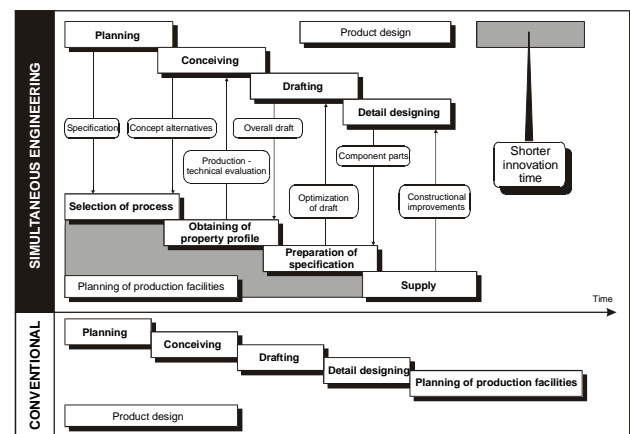 SIMULTANEOUS ENGINEERING
Planning
Product design
Conceiving
Drafting
Detail designing
Specification
Concept alternatives
Overall draft
Production -
technical evaluation
Component parts
Optimization
of draft
Constructional
improvements
Shorter
innovation
time
Selection of process
Obtaining of
property profile
Preparation of
specification
Supply
Planning of production facilities
Time
CONVENTIONAL
Planning
Conceiving
Drafting
Detail designing
Planning of production facilities
Product design